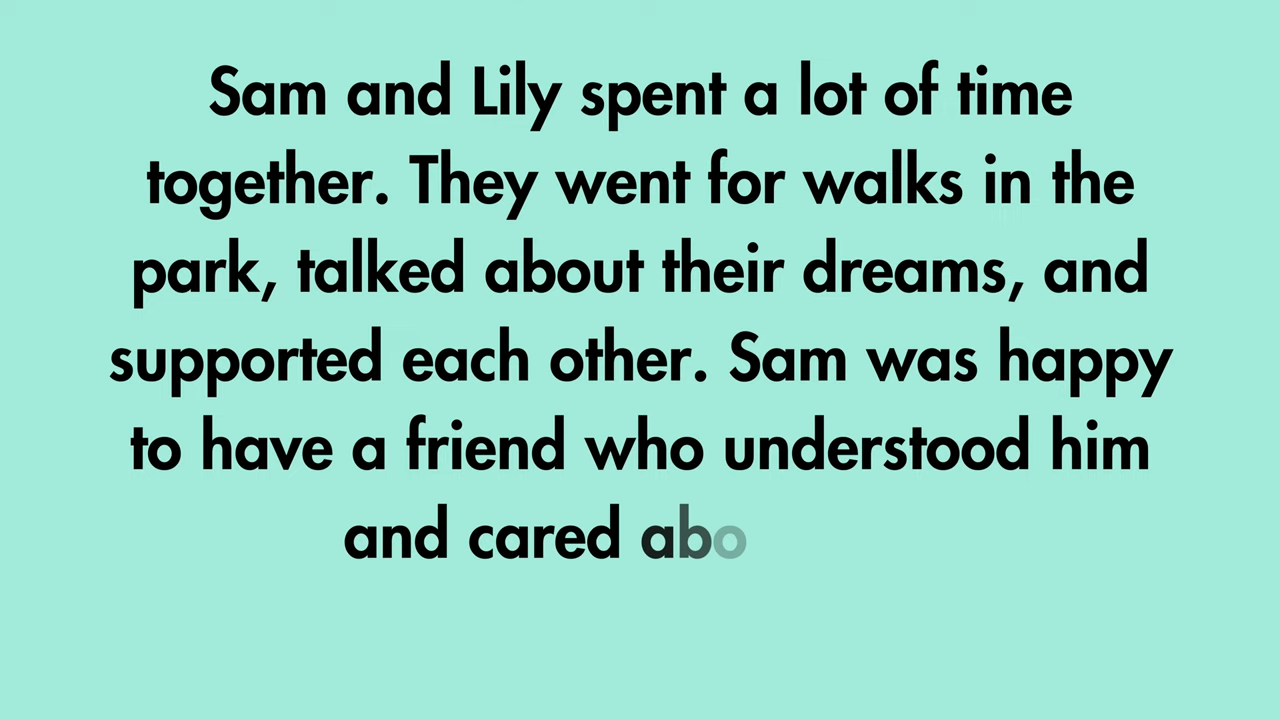 Sam and Lily spent a lot of time
together. They went for walks in the
park, talked about their dreams, and
supported each other. Sam was happy
to have a friend who understood him
and cared abo